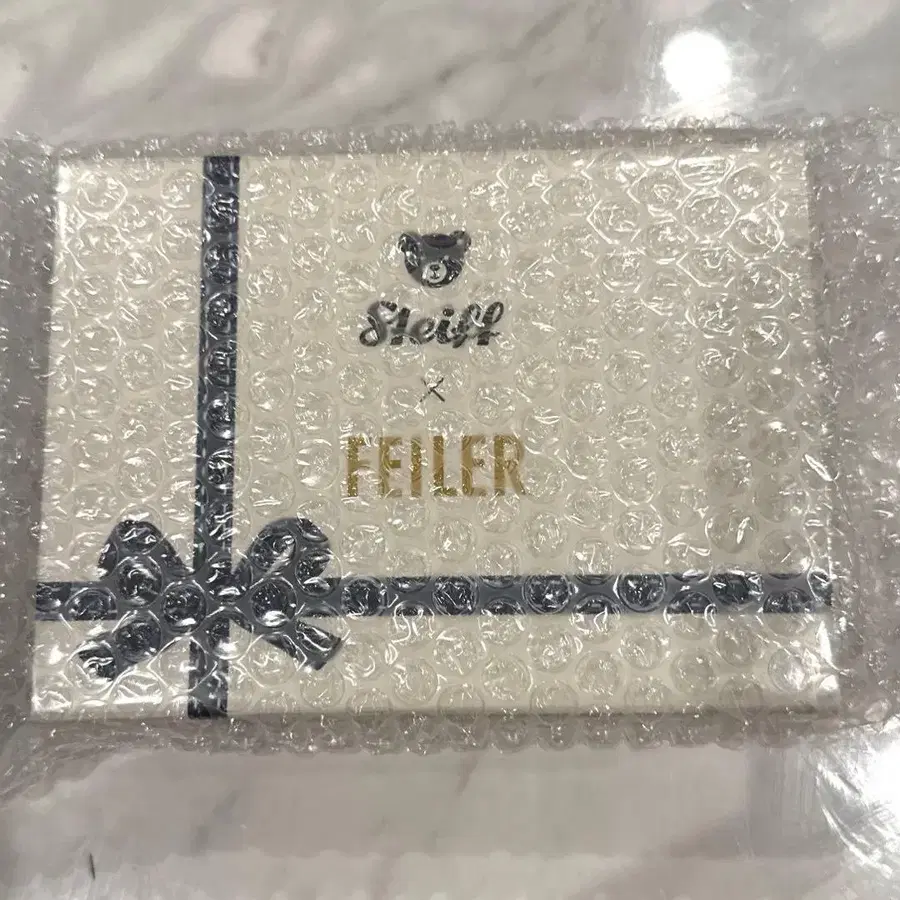 Steiff
×
FEILER